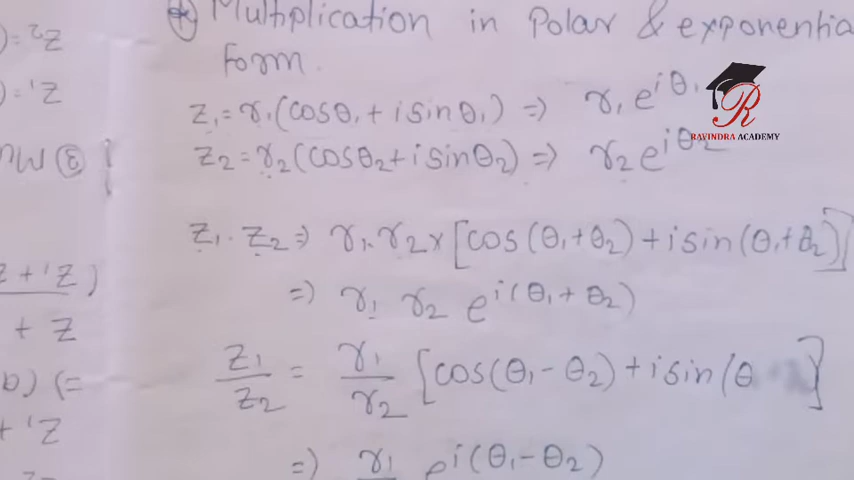 Multiplication in Polar & exponential
form.
z₁ = r₁(cosθ₁ + i sinθ₁) ⇒ r₁ e^{iθ₁}
z₂ = r₂(cosθ₂ + i sinθ₂) ⇒ r₂ e^{iθ₂}
RAVINDRA ACADEMY
z₁ . z₂ ⇒ r₁. r₂ x [cos(θ₁+θ₂) + i sin(θ₁+θ₂)]
⇒ r₁ r₂ e^{i(θ₁+θ₂)}
z₁/z₂ = r₁/r₂ [cos(θ₁ - θ₂) + i sin(θ ]
⇒ r₁ e^{i(θ₁-θ₂)}